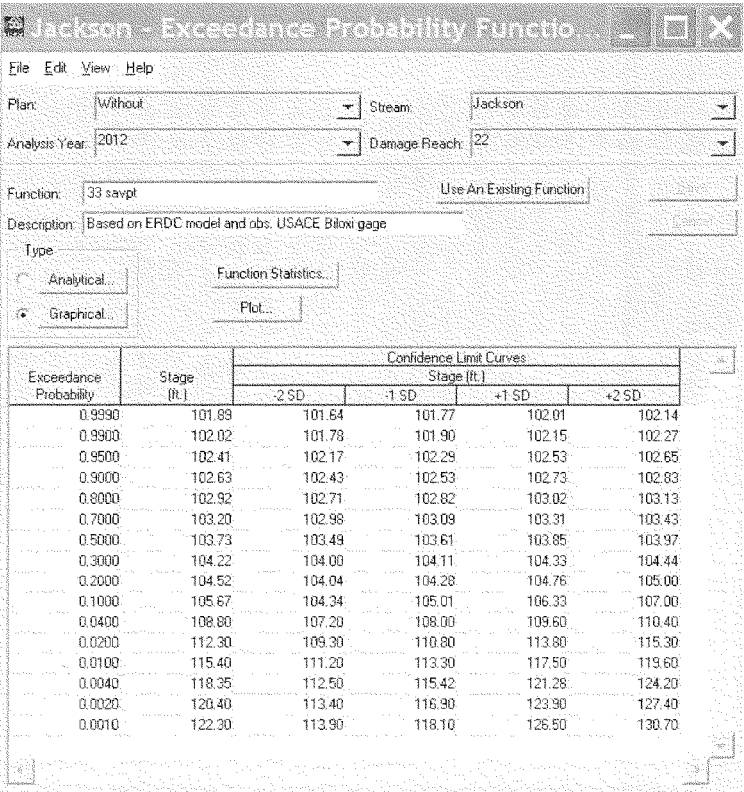 Jackson - Exceedance Probability Functio...
File Edit View Help
Plan: Without Stream: Jackson
Analysis Year: 2012 Damage Reach: 22
Function: 33 savpt Use An Existing Function Save
Description: Based on ERDC model and obs. USACE Biloxi gage Cancel
Type
Analytical... Function Statistics...
Graphical... Plot...
Confidence Limit Curves
Exceedance Stage Stage (ft.)
Probability (ft.) -2 SD -1 SD +1 SD +2 SD
0.9990 101.89 101.64 101.77 102.01 102.14
0.9900 102.02 101.78 101.90 102.15 102.27
0.9500 102.41 102.17 102.29 102.53 102.65
0.9000 102.63 102.43 102.53 102.73 102.83
0.8000 102.92 102.71 102.82 103.02 103.13
0.7000 103.20 102.98 103.09 103.31 103.43
0.5000 103.73 103.49 103.61 103.85 103.97
0.3000 104.22 104.00 104.11 104.33 104.44
0.2000 104.52 104.04 104.28 104.76 105.00
0.1000 105.67 104.34 105.01 106.33 107.00
0.0400 108.80 107.20 108.00 109.60 110.40
0.0200 112.30 109.30 110.80 113.80 115.30
0.0100 115.40 111.20 113.30 117.50 119.60
0.0040 118.35 112.50 115.42 121.28 124.20
0.0020 120.40 113.40 116.90 123.90 127.40
0.0010 122.30 113.90 118.10 126.50 130.70